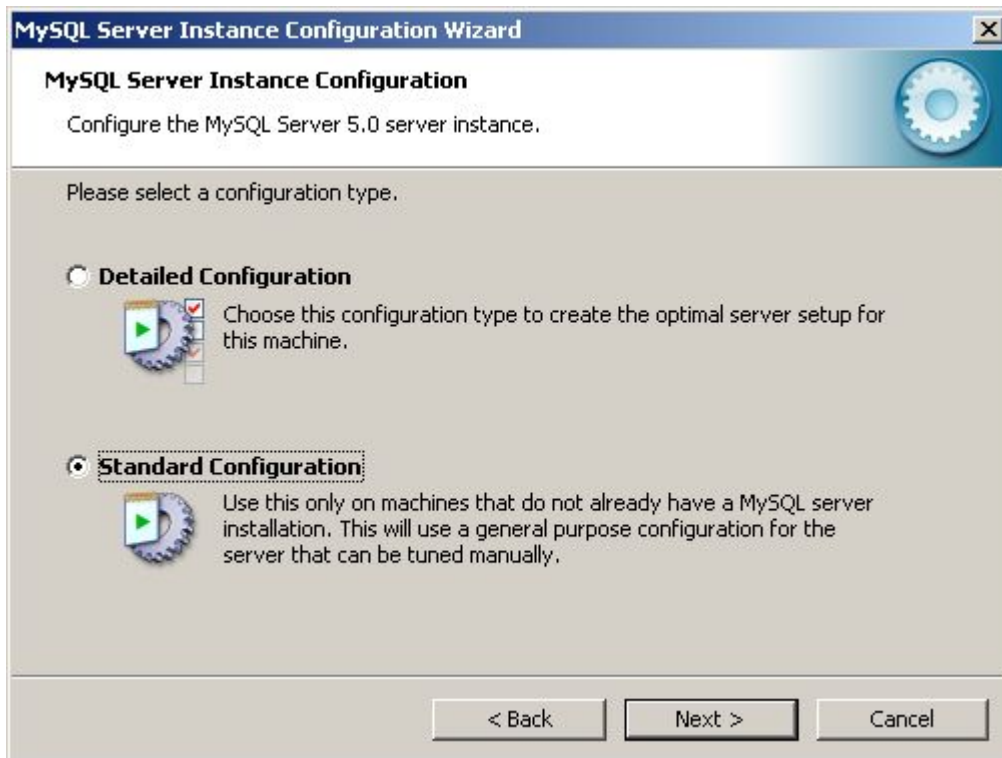 MySQL Server Instance Configuration Wizard
MySQL Server Instance Configuration
Configure the MySQL Server 5.0 server instance.
Please select a configuration type.
Detailed Configuration
Choose this configuration type to create the optimal server setup for
this machine.
Standard Configuration
Use this only on machines that do not already have a MySQL server
installation. This will use a general purpose configuration for the
server that can be tuned manually.
< Back Next > Cancel